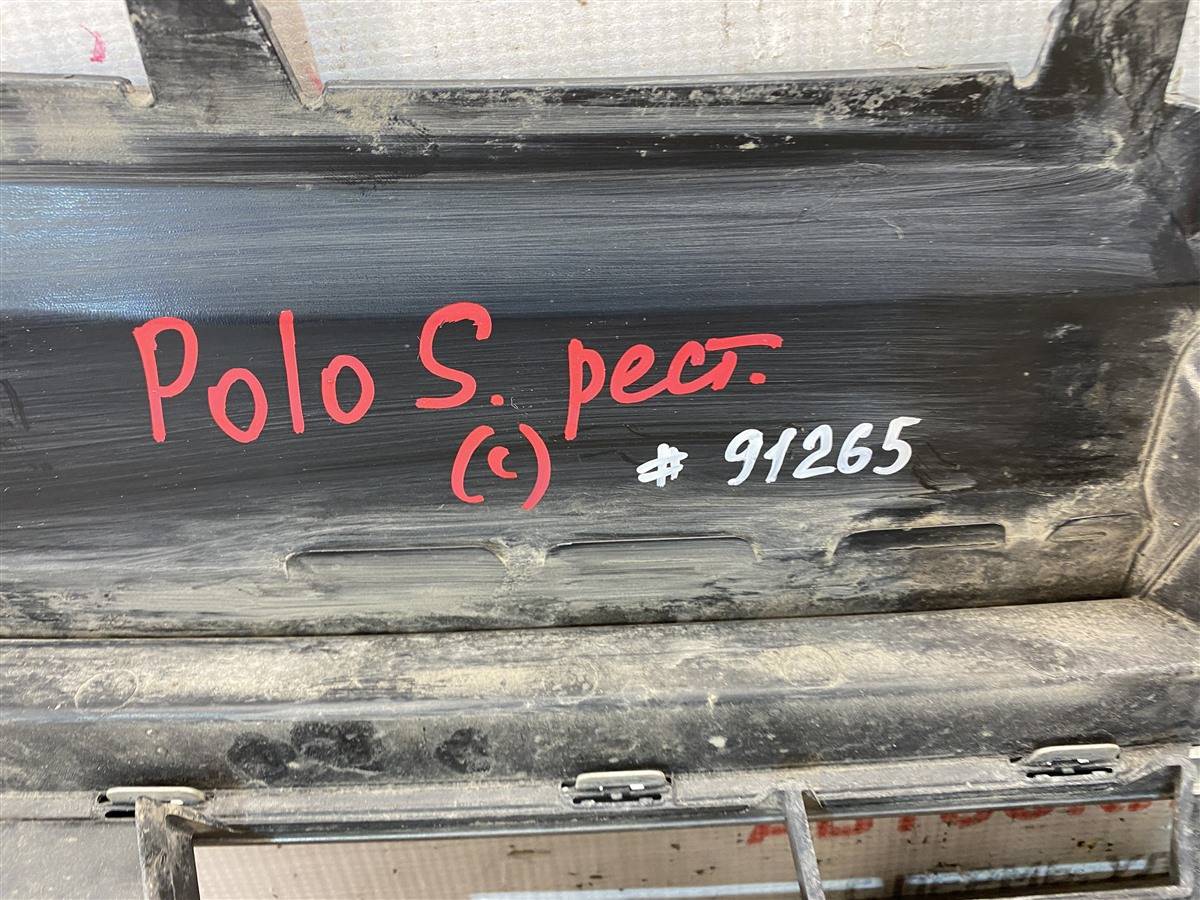 Polo S. рест.
(с) # 91265